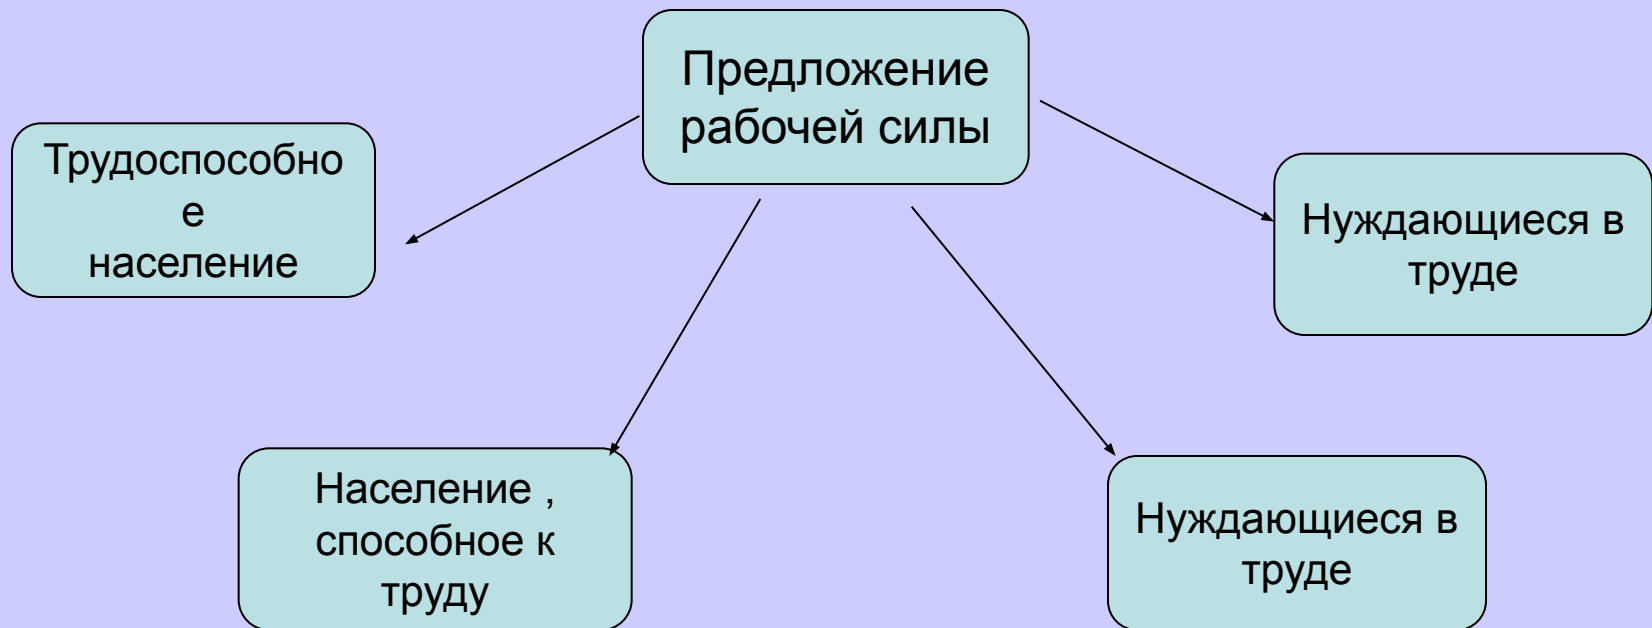 Предложение
рабочей силы
Трудоспособно
е
население
Нуждающиеся в
труде
Население ,
способное к
труду
Нуждающиеся в
труде